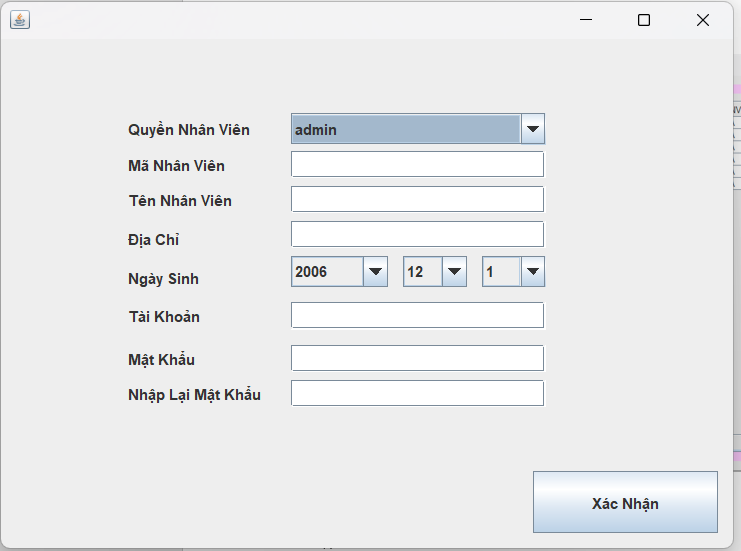 Quyền Nhân Viên admin
Mã Nhân Viên
Tên Nhân Viên
Địa Chỉ
Ngày Sinh 2006 12 1
Tài Khoản
Mật Khẩu
Nhập Lại Mật Khẩu
Xác Nhận